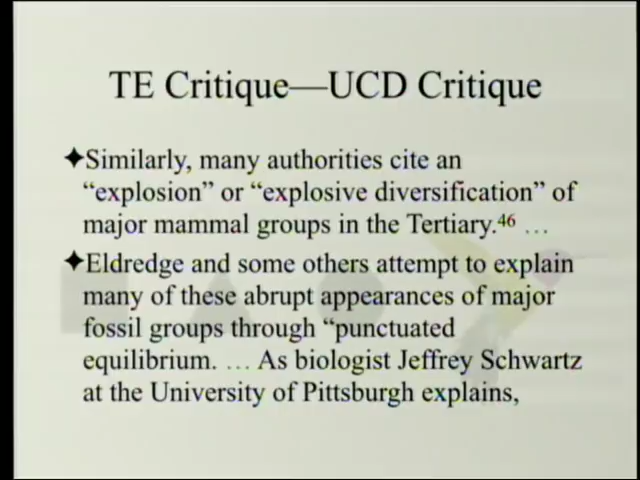 TE Critique—UCD Critique
✦Similarly, many authorities cite an
“explosion” or “explosive diversification” of
major mammal groups in the Tertiary.46 …
✦Eldredge and some others attempt to explain
many of these abrupt appearances of major
fossil groups through “punctuated
equilibrium. … As biologist Jeffrey Schwartz
at the University of Pittsburgh explains,